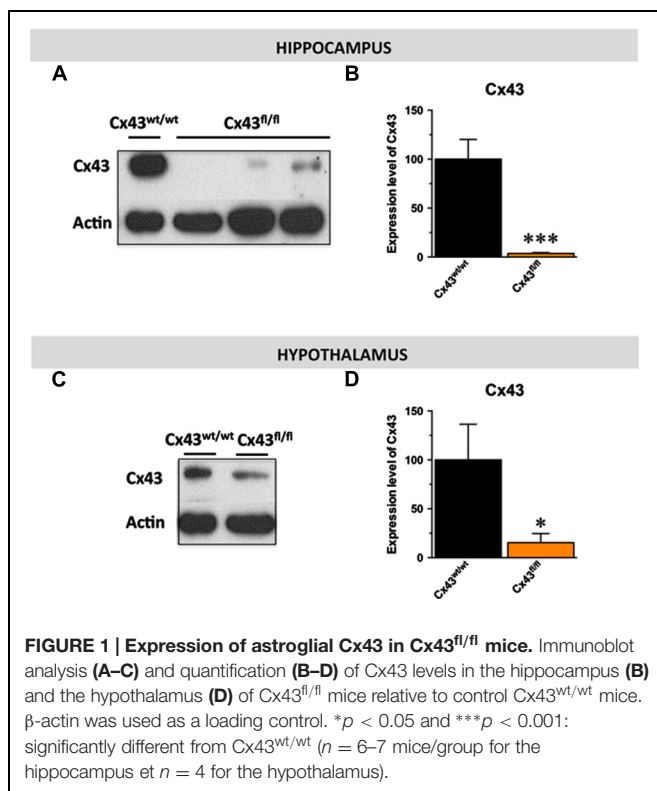 HIPPOCAMPUS
A
Cx43wt/wt Cx43fl/fl
Cx43
Actin
B
Cx43
Expression level of Cx43
150
100
50
0
***
Cx43wt/wt
Cx43fl/fl
HYPOTHALAMUS
C
Cx43wt/wt Cx43fl/fl
Cx43
Actin
D
Cx43
Expression level of Cx43
150
100
50
0
*
Cx43wt/wt
Cx43fl/fl
FIGURE 1 | Expression of astroglial Cx43 in Cx43fl/fl mice. Immunoblot
analysis (A–C) and quantification (B–D) of Cx43 levels in the hippocampus (B)
and the hypothalamus (D) of Cx43fl/fl mice relative to control Cx43wt/wt mice.
β-actin was used as a loading control. *p < 0.05 and ***p < 0.001:
significantly different from Cx43wt/wt (n = 6–7 mice/group for the
hippocampus et n = 4 for the hypothalamus).